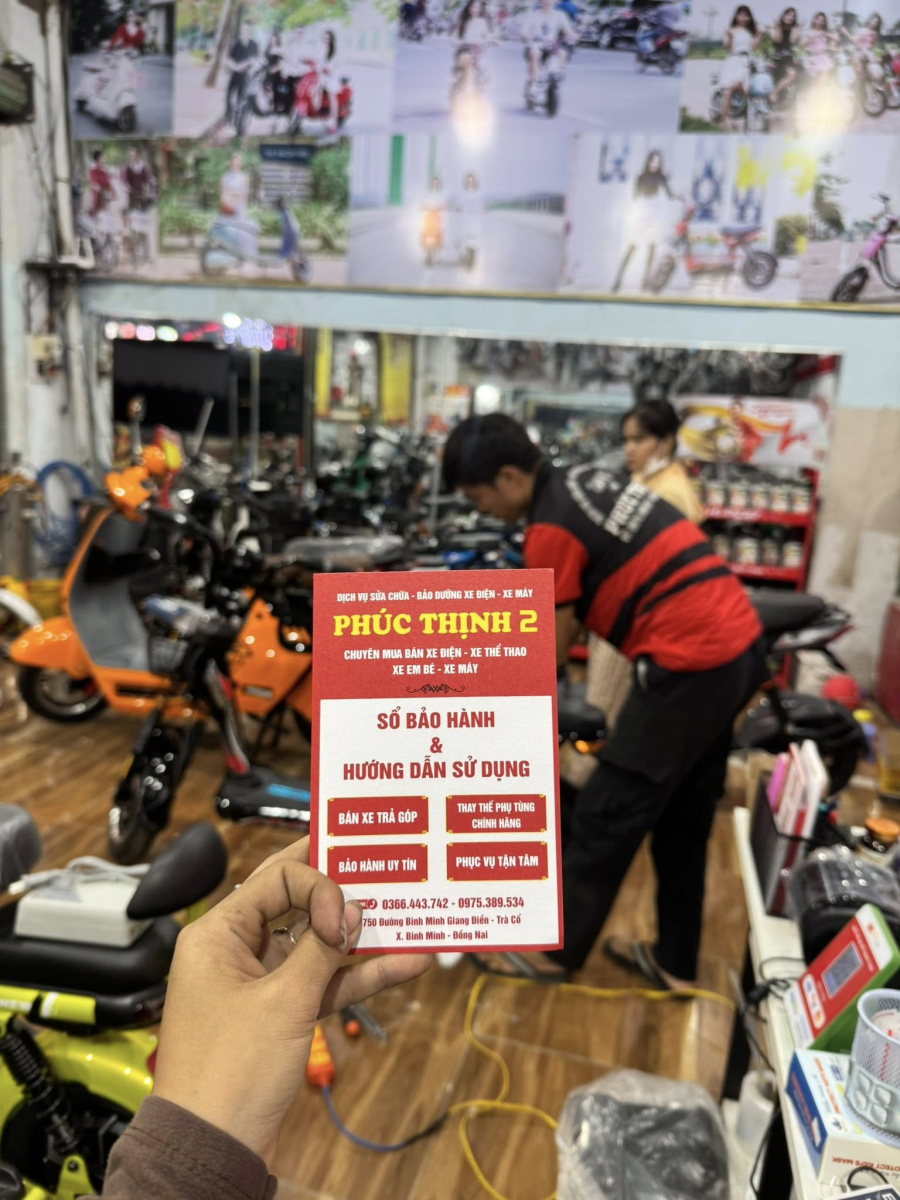 DỊCH VỤ SỬA CHỮA - BẢO DƯỠNG XE ĐIỆN - XE MÁY
PHÚC THỊNH 2
CHUYÊN MUA BÁN XE ĐIỆN - XE THỂ THAO
XE EM BÉ - XE MÁY
SỔ BẢO HÀNH
&
HƯỚNG DẪN SỬ DỤNG
BÁN XE TRẢ GÓP
THAY THẾ PHỤ TÙNG
CHÍNH HÃNG
BẢO HÀNH UY TÍN
PHỤC VỤ TẬN TÂM
0366.443.742 - 0975.389.534
750 Đường Bình Minh Giang Điền - Trà Cổ
X. Bình Minh - Đồng Nai